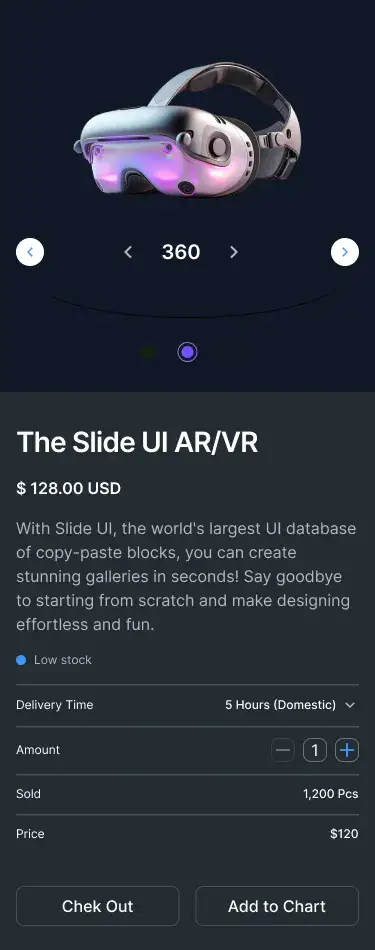 360
The Slide UI AR/VR
$ 128.00 USD
With Slide UI, the world's largest UI database
of copy-paste blocks, you can create
stunning galleries in seconds! Say goodbye
to starting from scratch and make designing
effortless and fun.
Low stock
Delivery Time 5 Hours (Domestic)
Amount 1
Sold 1,200 Pcs
Price $120
Chek Out Add to Chart